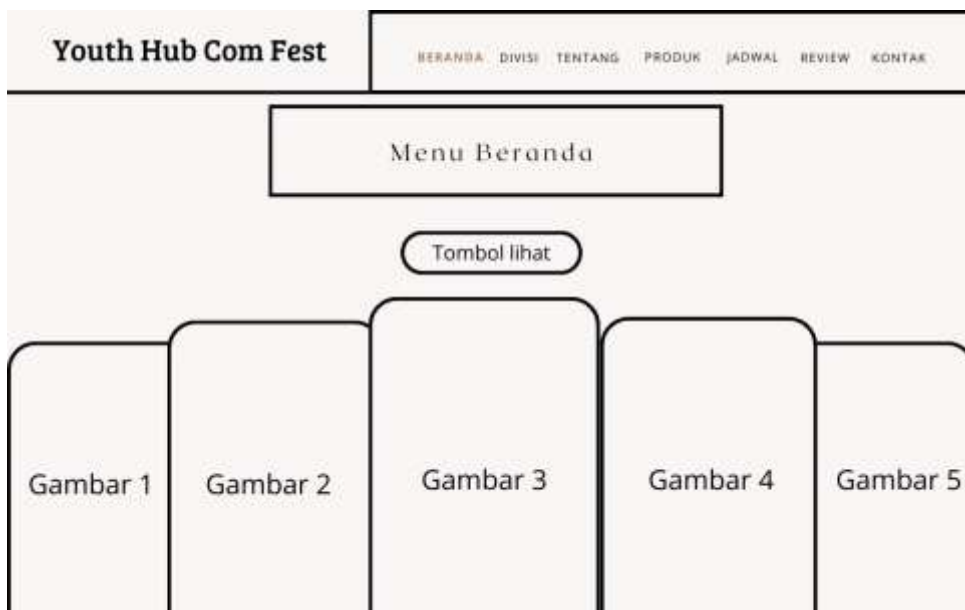 Youth Hub Com Fest
BERANDA DIVISI TENTANG PRODUK JADWAL REVIEW KONTAK
Menu Beranda
Tombol lihat
Gambar 1 Gambar 2 Gambar 3 Gambar 4 Gambar 5